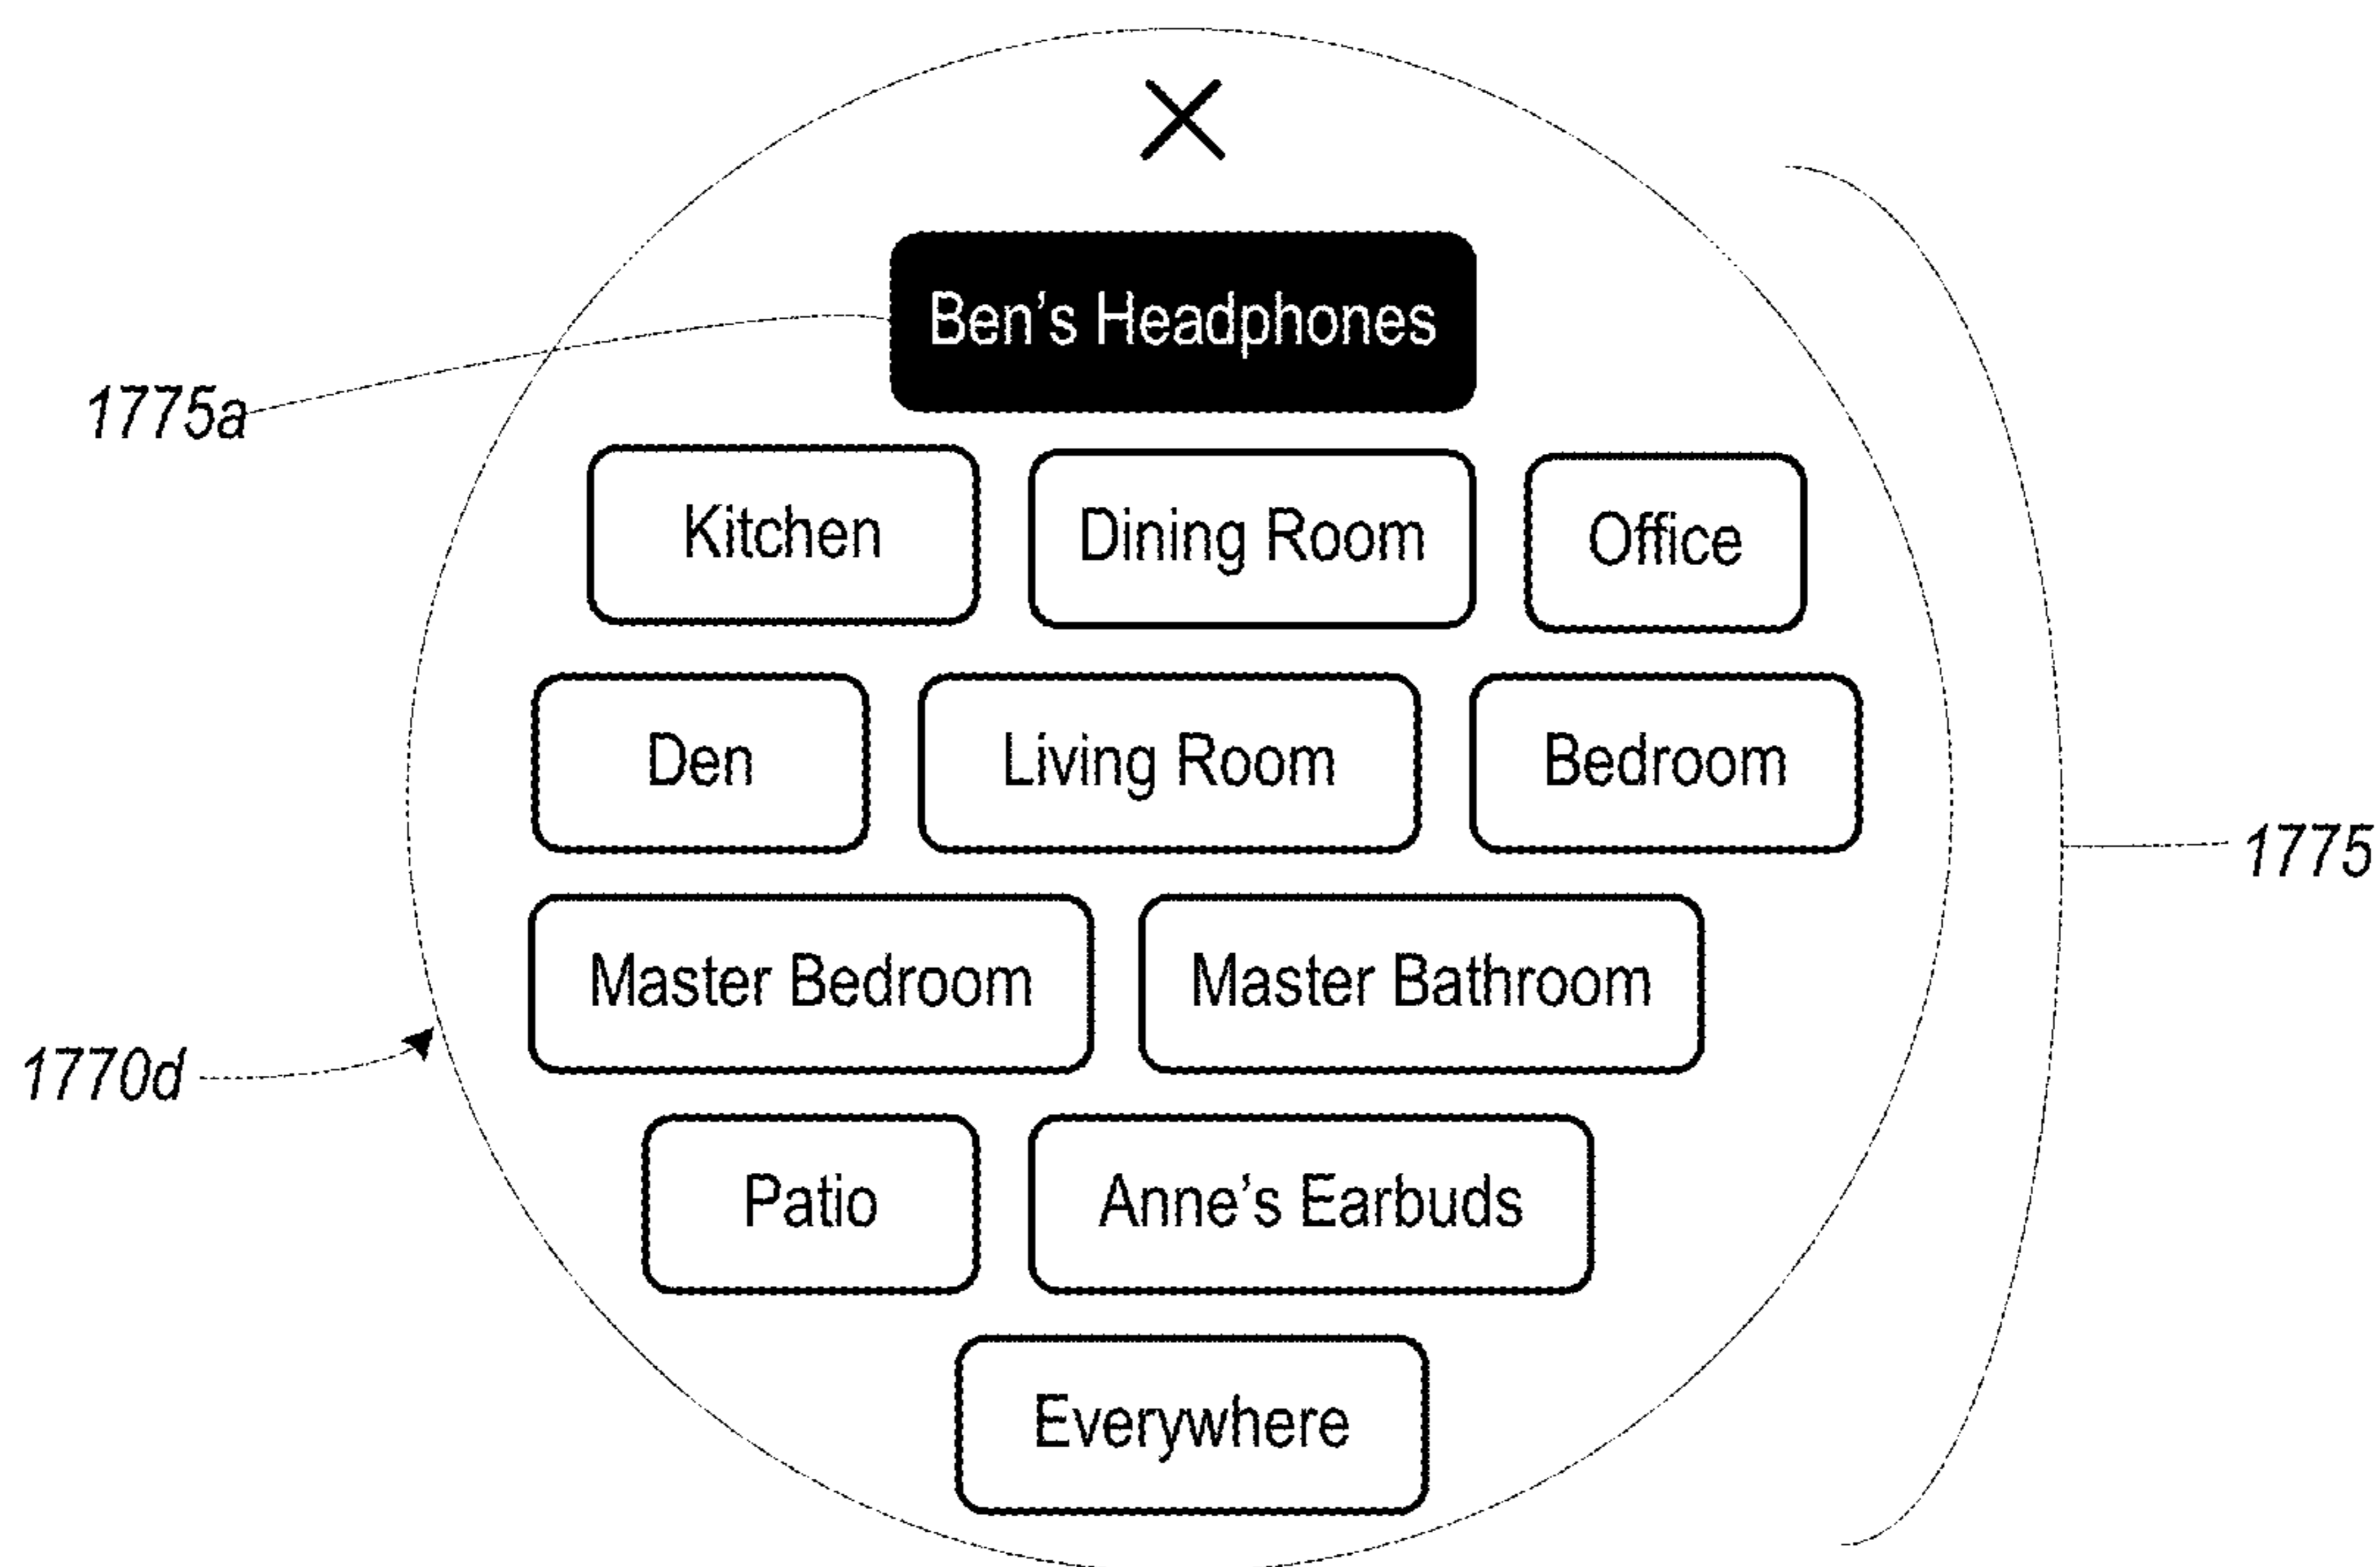 Ben's Headphones
1775a
Kitchen Dining Room Office
Den Living Room Bedroom
1775
Master Bedroom Master Bathroom
1770d
Patio Anne's Earbuds
Everywhere